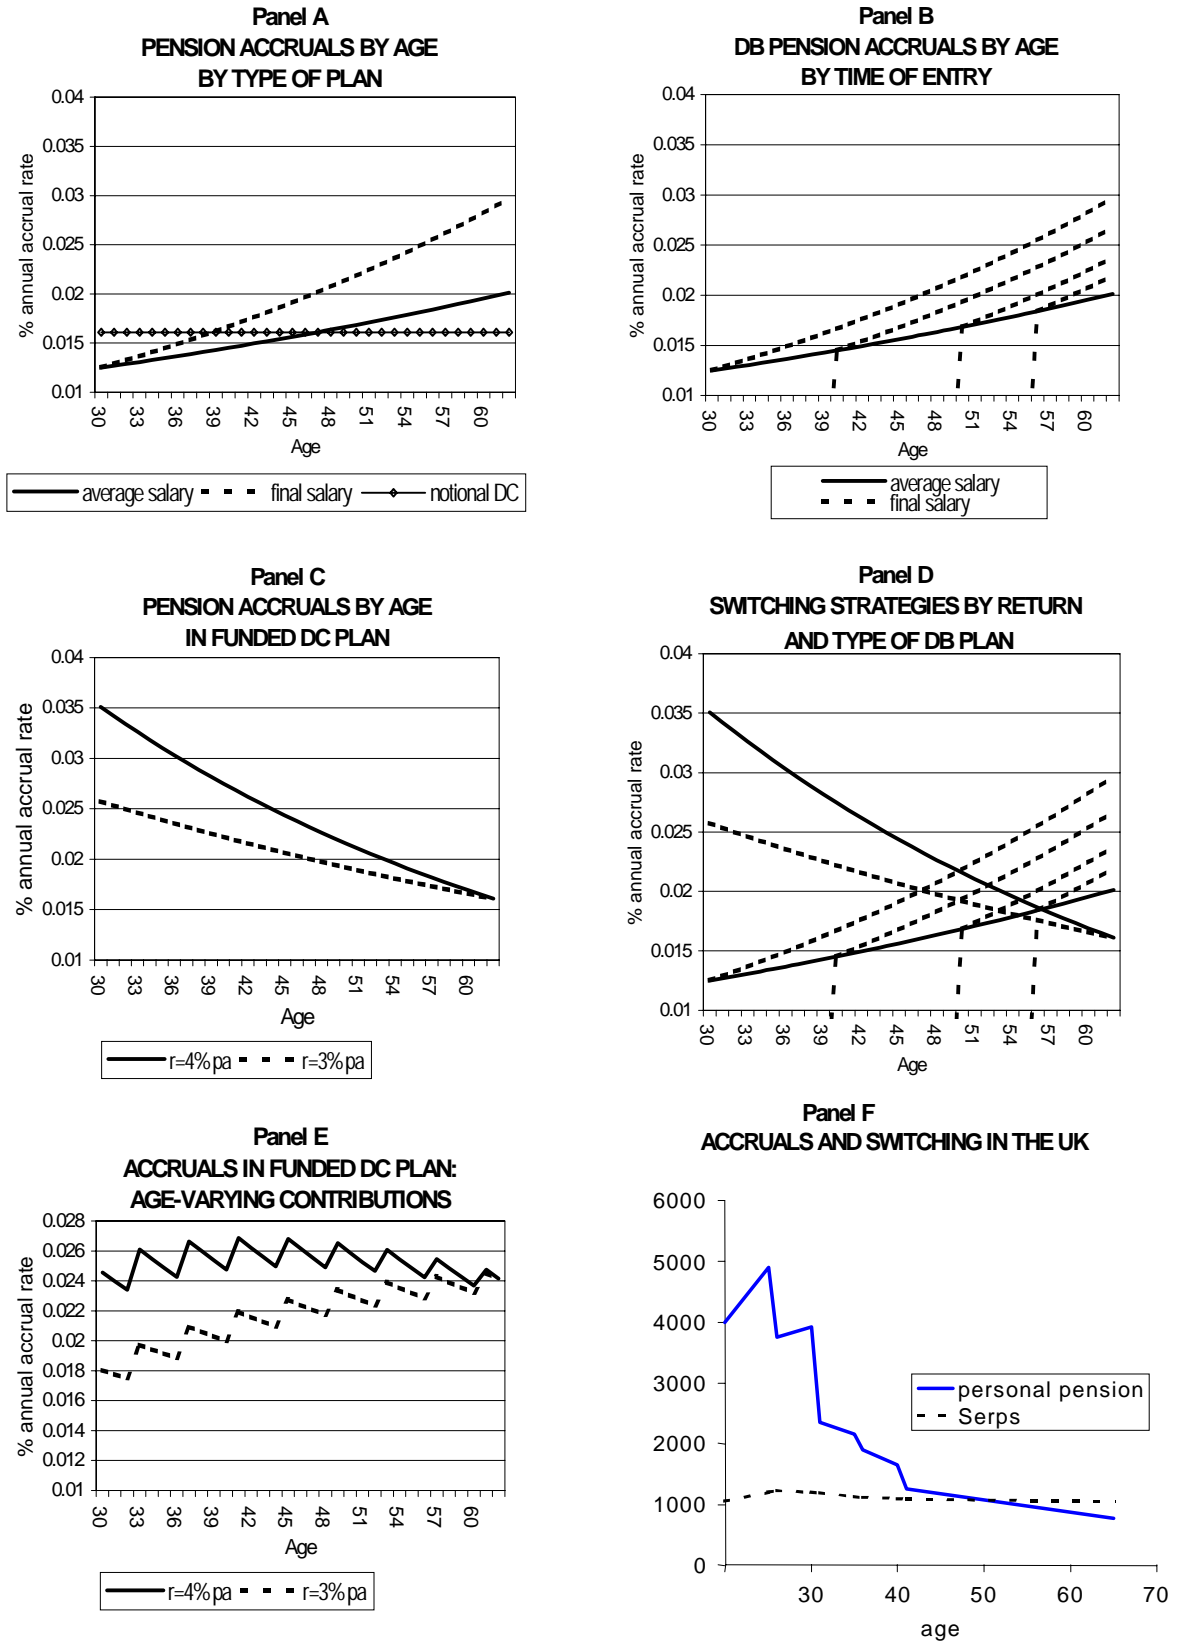 Panel A
PENSION ACCRUALS BY AGE
BY TYPE OF PLAN
% annual accrual rate
0.04
0.035
0.03
0.025
0.02
0.015
0.01
30 33 36 39 42 45 48 51 54 57 60
Age
average salary final salary notional DC
Panel B
DB PENSION ACCRUALS BY AGE
BY TIME OF ENTRY
% annual accrual rate
0.04
0.035
0.03
0.025
0.02
0.015
0.01
30 33 36 39 42 45 48 51 54 57 60
Age
average salary
final salary
Panel C
PENSION ACCRUALS BY AGE
IN FUNDED DC PLAN
% annual accrual rate
0.04
0.035
0.03
0.025
0.02
0.015
0.01
30 33 36 39 42 45 48 51 54 57 60
Age
r=4% pa r=3% pa
Panel D
SWITCHING STRATEGIES BY RETURN
AND TYPE OF DB PLAN
% annual accrual rate
0.04
0.035
0.03
0.025
0.02
0.015
0.01
30 33 36 39 42 45 48 51 54 57 60
Age
Panel E
ACCRUALS IN FUNDED DC PLAN:
AGE-VARYING CONTRIBUTIONS
% annual accrual rate
0.028
0.026
0.024
0.022
0.02
0.018
0.016
0.014
0.012
0.01
30 33 36 39 42 45 48 51 54 57 60
Age
r=4% pa r=3% pa
Panel F
ACCRUALS AND SWITCHING IN THE UK
6000
5000
4000
3000
2000
1000
0
personal pension
Serps
30 40 50 60 70
age